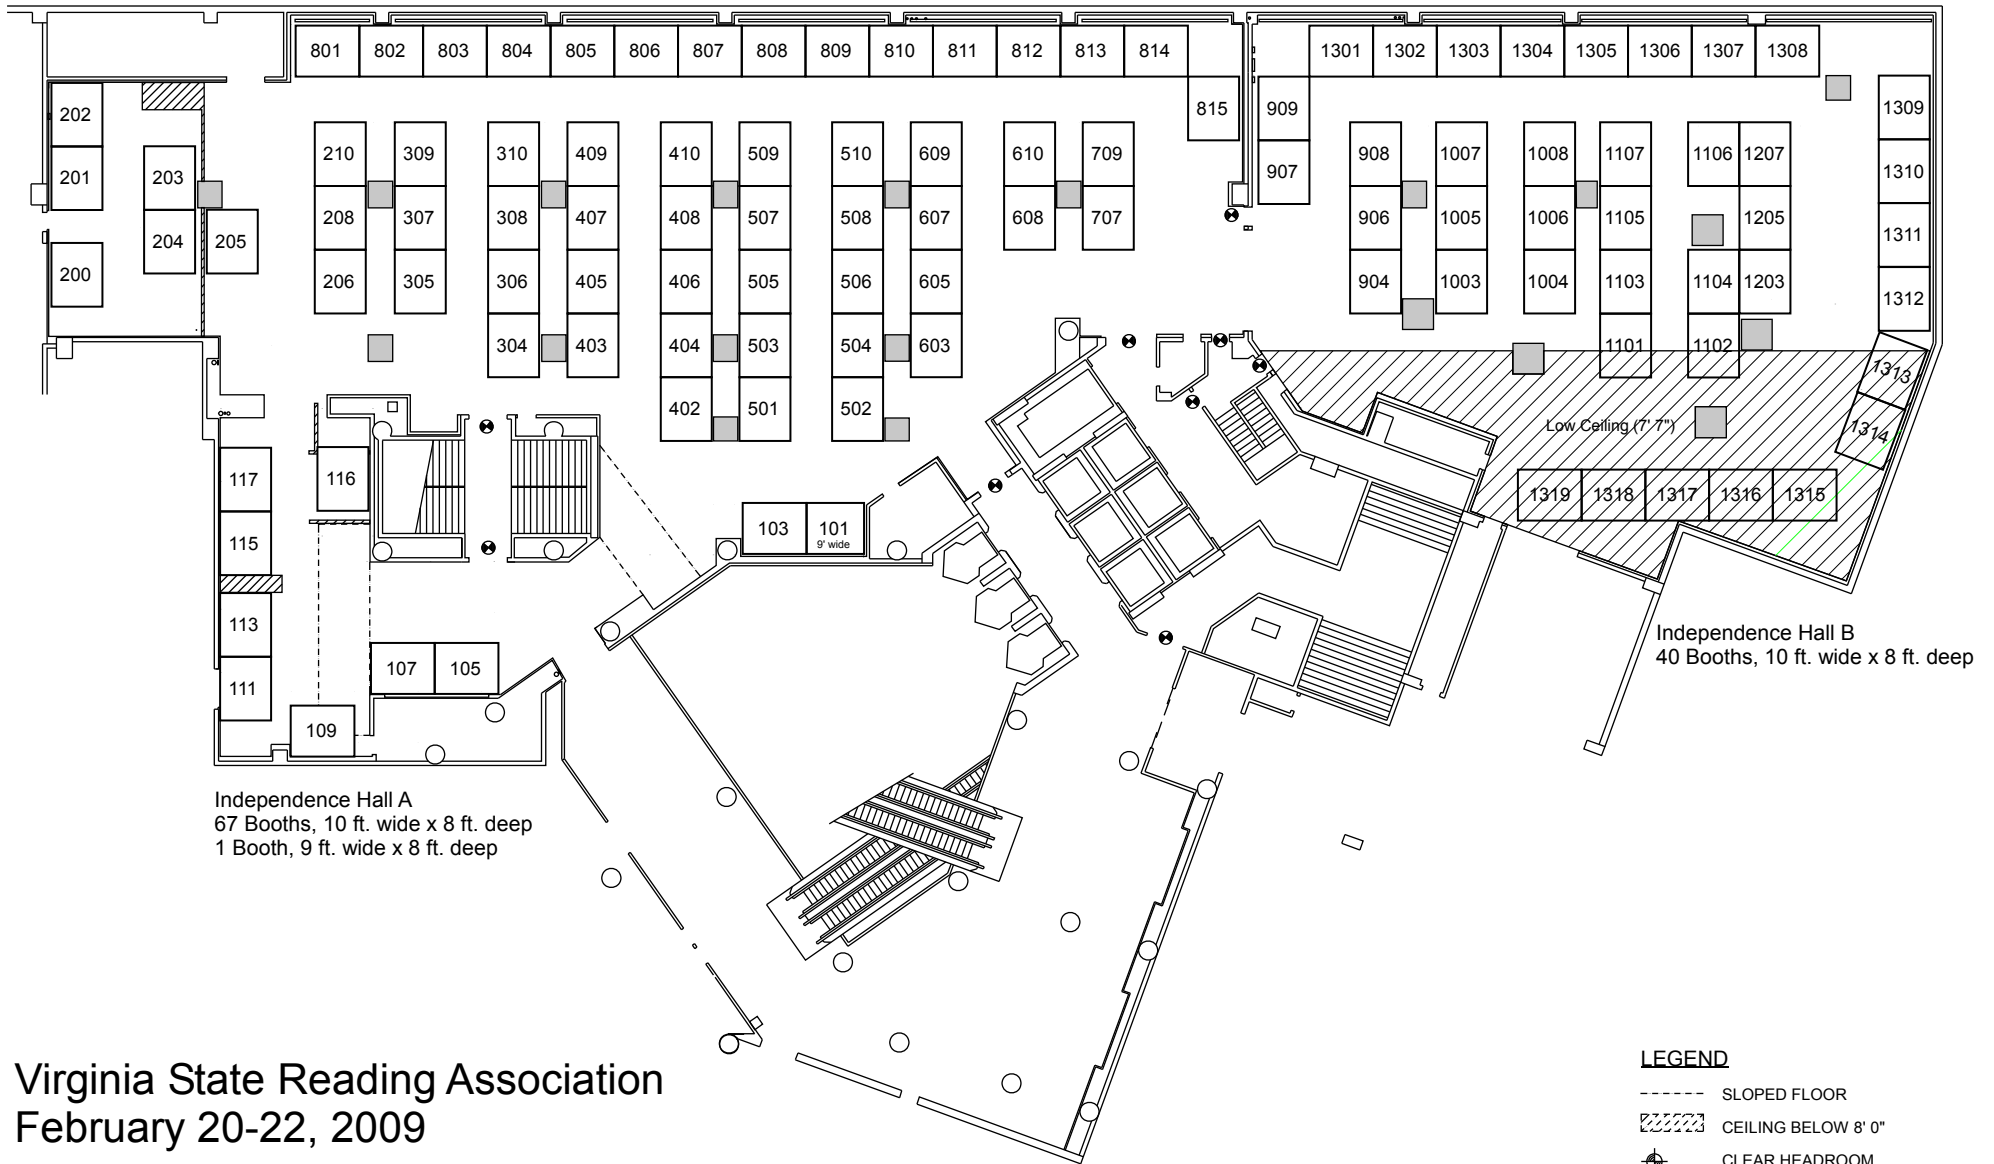 801 802 803 804 805 806 807 808 809 810 811 812 813 814 1301 1302 1303 1304 1305 1306 1307 1308
202 815 909 1309
210 309 310 409 410 509 510 609 610 709 908 1007 1008 1107 1106 1207
201 203 907 1310
208 307 308 407 408 507 508 607 608 707 906 1005 1006 1105 1205
204 205 1311
200
206 305 306 405 406 505 506 605 904 1003 1004 1103 1104 1203
1312
304 403 404 503 504 603 1101 1102
1313
402 501 502
Low Ceiling (7' 7")
1314
117 116
1319 1318 1317 1316 1315
103 101
9' wide
115
113
Independence Hall B
40 Booths, 10 ft. wide x 8 ft. deep
107 105
111
109
Independence Hall A
67 Booths, 10 ft. wide x 8 ft. deep
1 Booth, 9 ft. wide x 8 ft. deep
Virginia State Reading Association
February 20-22, 2009
LEGEND
SLOPED FLOOR
CEILING BELOW 8' 0"
CLEAR HEADROOM